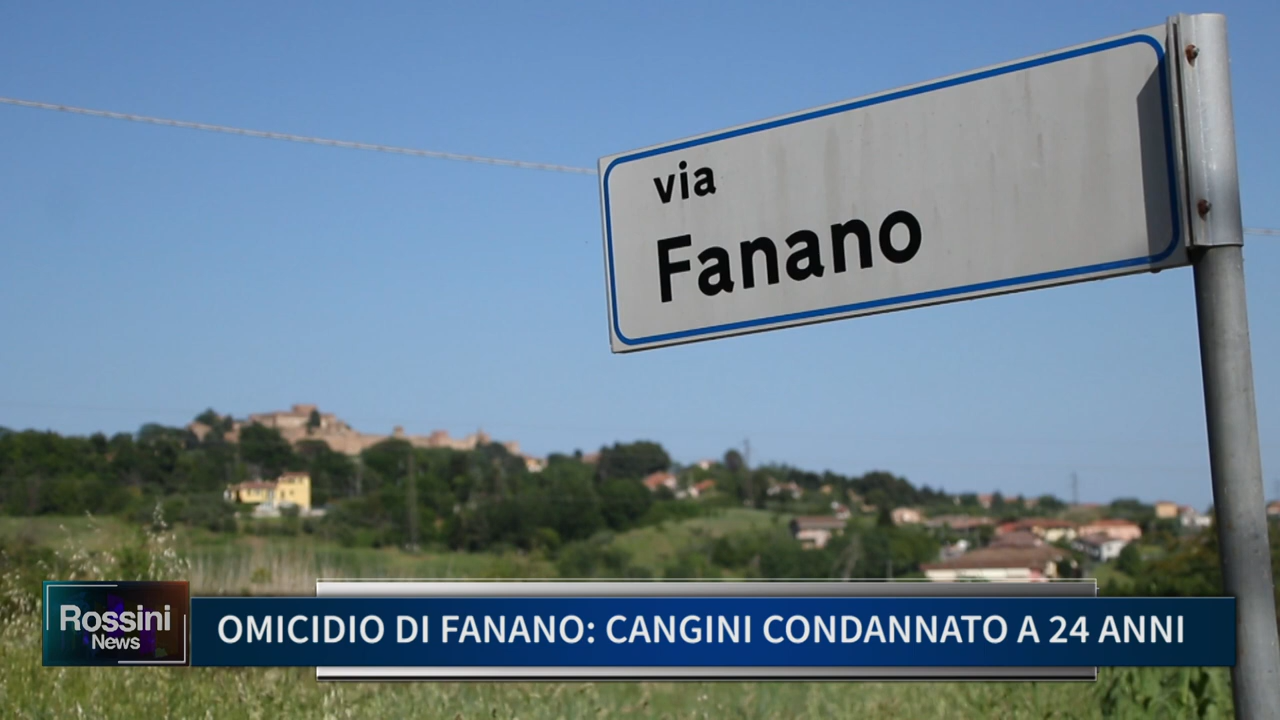 via
Fanano
Rossini
News
OMICIDIO DI FANANO: CANGINI CONDANNATO A 24 ANNI